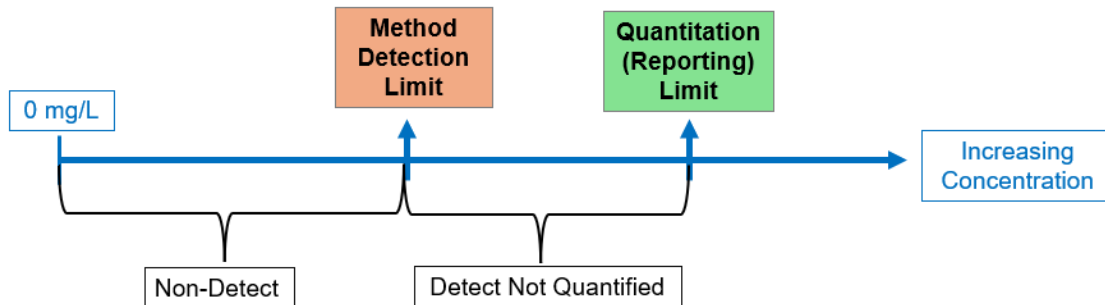 Method
Detection
Limit
Quantitation
(Reporting)
Limit
0 mg/L
Increasing
Concentration
Non-Detect
Detect Not Quantified